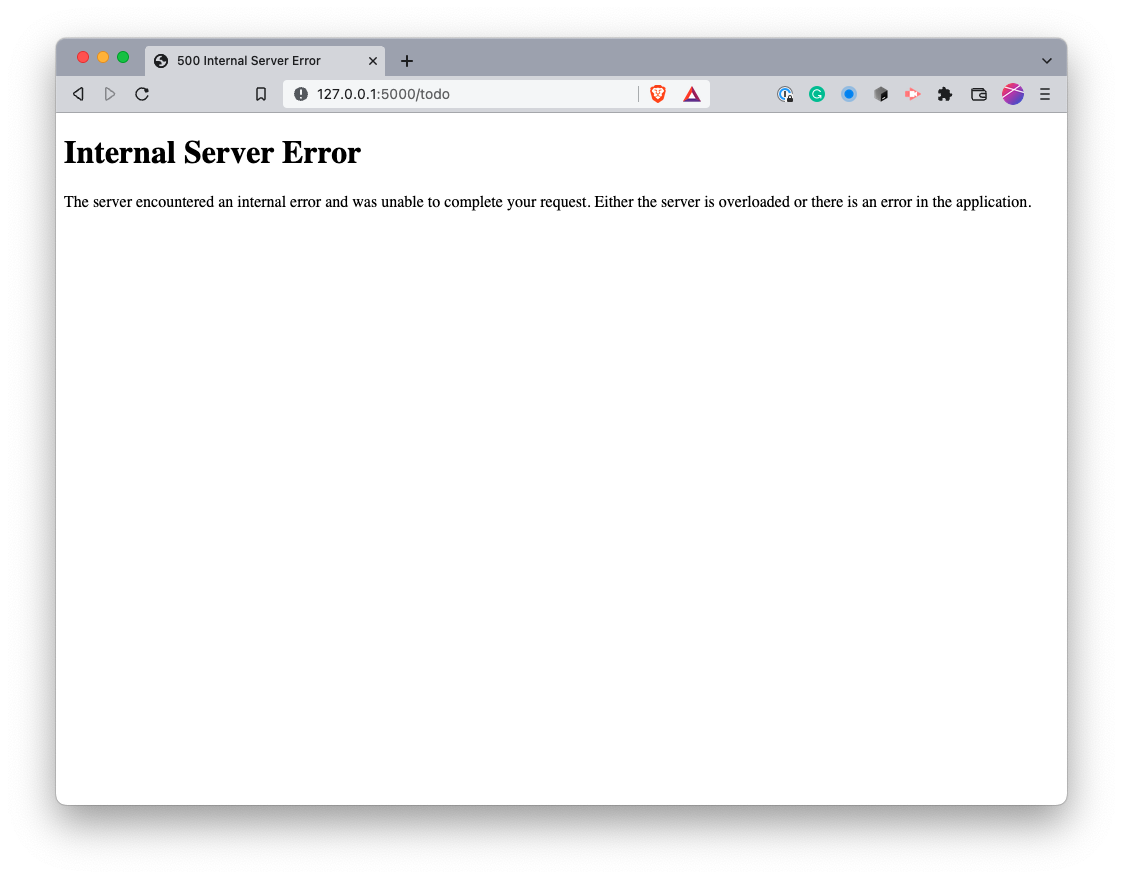 500 Internal Server Error
127.0.0.1:5000/todo
Internal Server Error
The server encountered an internal error and was unable to complete your request. Either the server is overloaded or there is an error in the application.